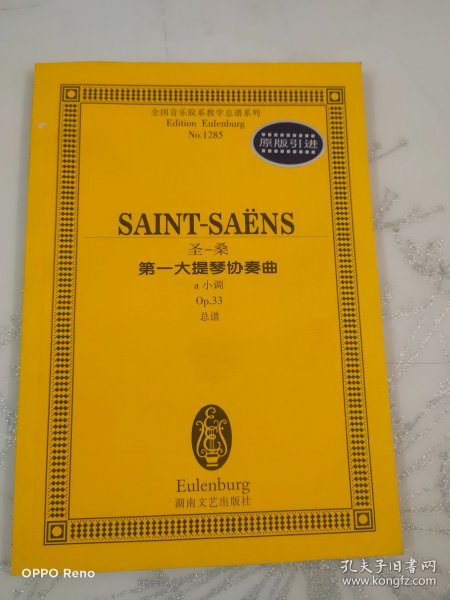 全国音乐院系教学总谱系列
Edition Eulenburg
No.1285
原版引进
SAINT-SAËNS
圣-桑
第一大提琴协奏曲
a 小调
Op.33
总谱
Eulenburg
湖南文艺出版社
OPPO Reno
孔夫子旧书网
www.kongfz.com